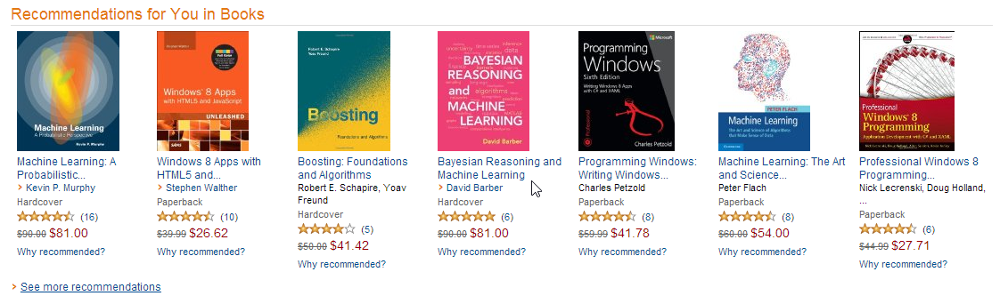 Recommendations for You in Books
Machine Learning
A Probabilistic Perspective
Kevin P. Murphy
Machine Learning: A
Probabilistic...
Kevin P. Murphy
Hardcover
(16)
$90.00 $81.00
Why recommended?
Windows® 8 Apps
with HTML5 and JavaScript
UNLEASHED
SAMS
Windows 8 Apps with
HTML5 and...
Stephen Walther
Paperback
(10)
$39.99 $26.62
Why recommended?
Robert E. Schapire
Yoav Freund
Boosting
Foundations and Algorithms
Boosting: Foundations
and Algorithms
Robert E. Schapire, Yoav
Freund
Hardcover
(5)
$50.00 $41.42
Why recommended?
BAYESIAN
REASONING
and algorithms
MACHINE
LEARNING
David Barber
Bayesian Reasoning and
Machine Learning
David Barber
Hardcover
(6)
$90.00 $81.00
Why recommended?
Microsoft
Programming
Windows
Sixth Edition
Writing Windows 8 Apps
with C# and XAML
Professional
Charles Petzold
Programming Windows:
Writing Windows...
Charles Petzold
Paperback
(8)
$59.99 $41.78
Why recommended?
PETER FLACH
Machine Learning
The Art and Science of Algorithms
that Make Sense of Data
Machine Learning: The Art
and Science...
Peter Flach
Paperback
(8)
$60.00 $54.00
Why recommended?
Professional
Windows® 8
Programming
Application Development with C# and XAML
Professional Windows 8
Programming...
Nick Lecrenski, Doug Holland,
...
Paperback
(6)
$44.99 $27.71
Why recommended?
See more recommendations